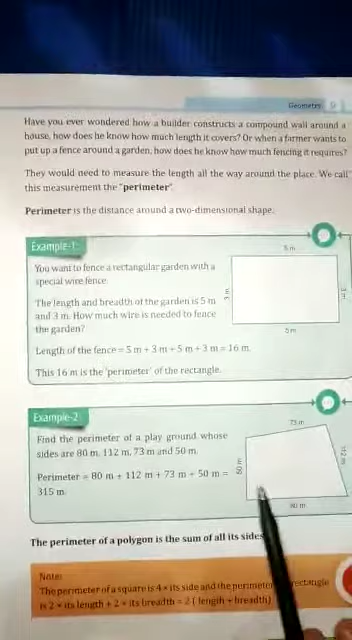 Geometry 9
Have you ever wondered how a builder constructs a compound wall around a
house, how does he know how much length it covers? Or when a farmer wants to
put up a fence around a garden, how does he know how much fencing it requires?
They would need to measure the length all the way around the place. We call
this measurement the "perimeter".
Perimeter is the distance around a two-dimensional shape.
Example-1:
You want to fence a rectangular garden with a
special wire fence.
The length and breadth of the garden is 5 m
and 3 m. How much wire is needed to fence
the garden?
Length of the fence = 5 m + 3 m + 5 m + 3 m = 16 m.
This 16 m is the 'perimeter' of the rectangle.
5 m
3 m
3 m
5 m
Example-2:
Find the perimeter of a play ground whose
sides are 80 m, 112 m, 73 m and 50 m.
Perimeter = 80 m + 112 m + 73 m + 50 m =
315 m.
73 m
112 m
80 m
The perimeter of a polygon is the sum of all its sides
Note:
The perimeter of a square is 4 × its side and the perimeter rectangle
is 2 × its length + 2 × its breadth = 2 ( length + breadth)